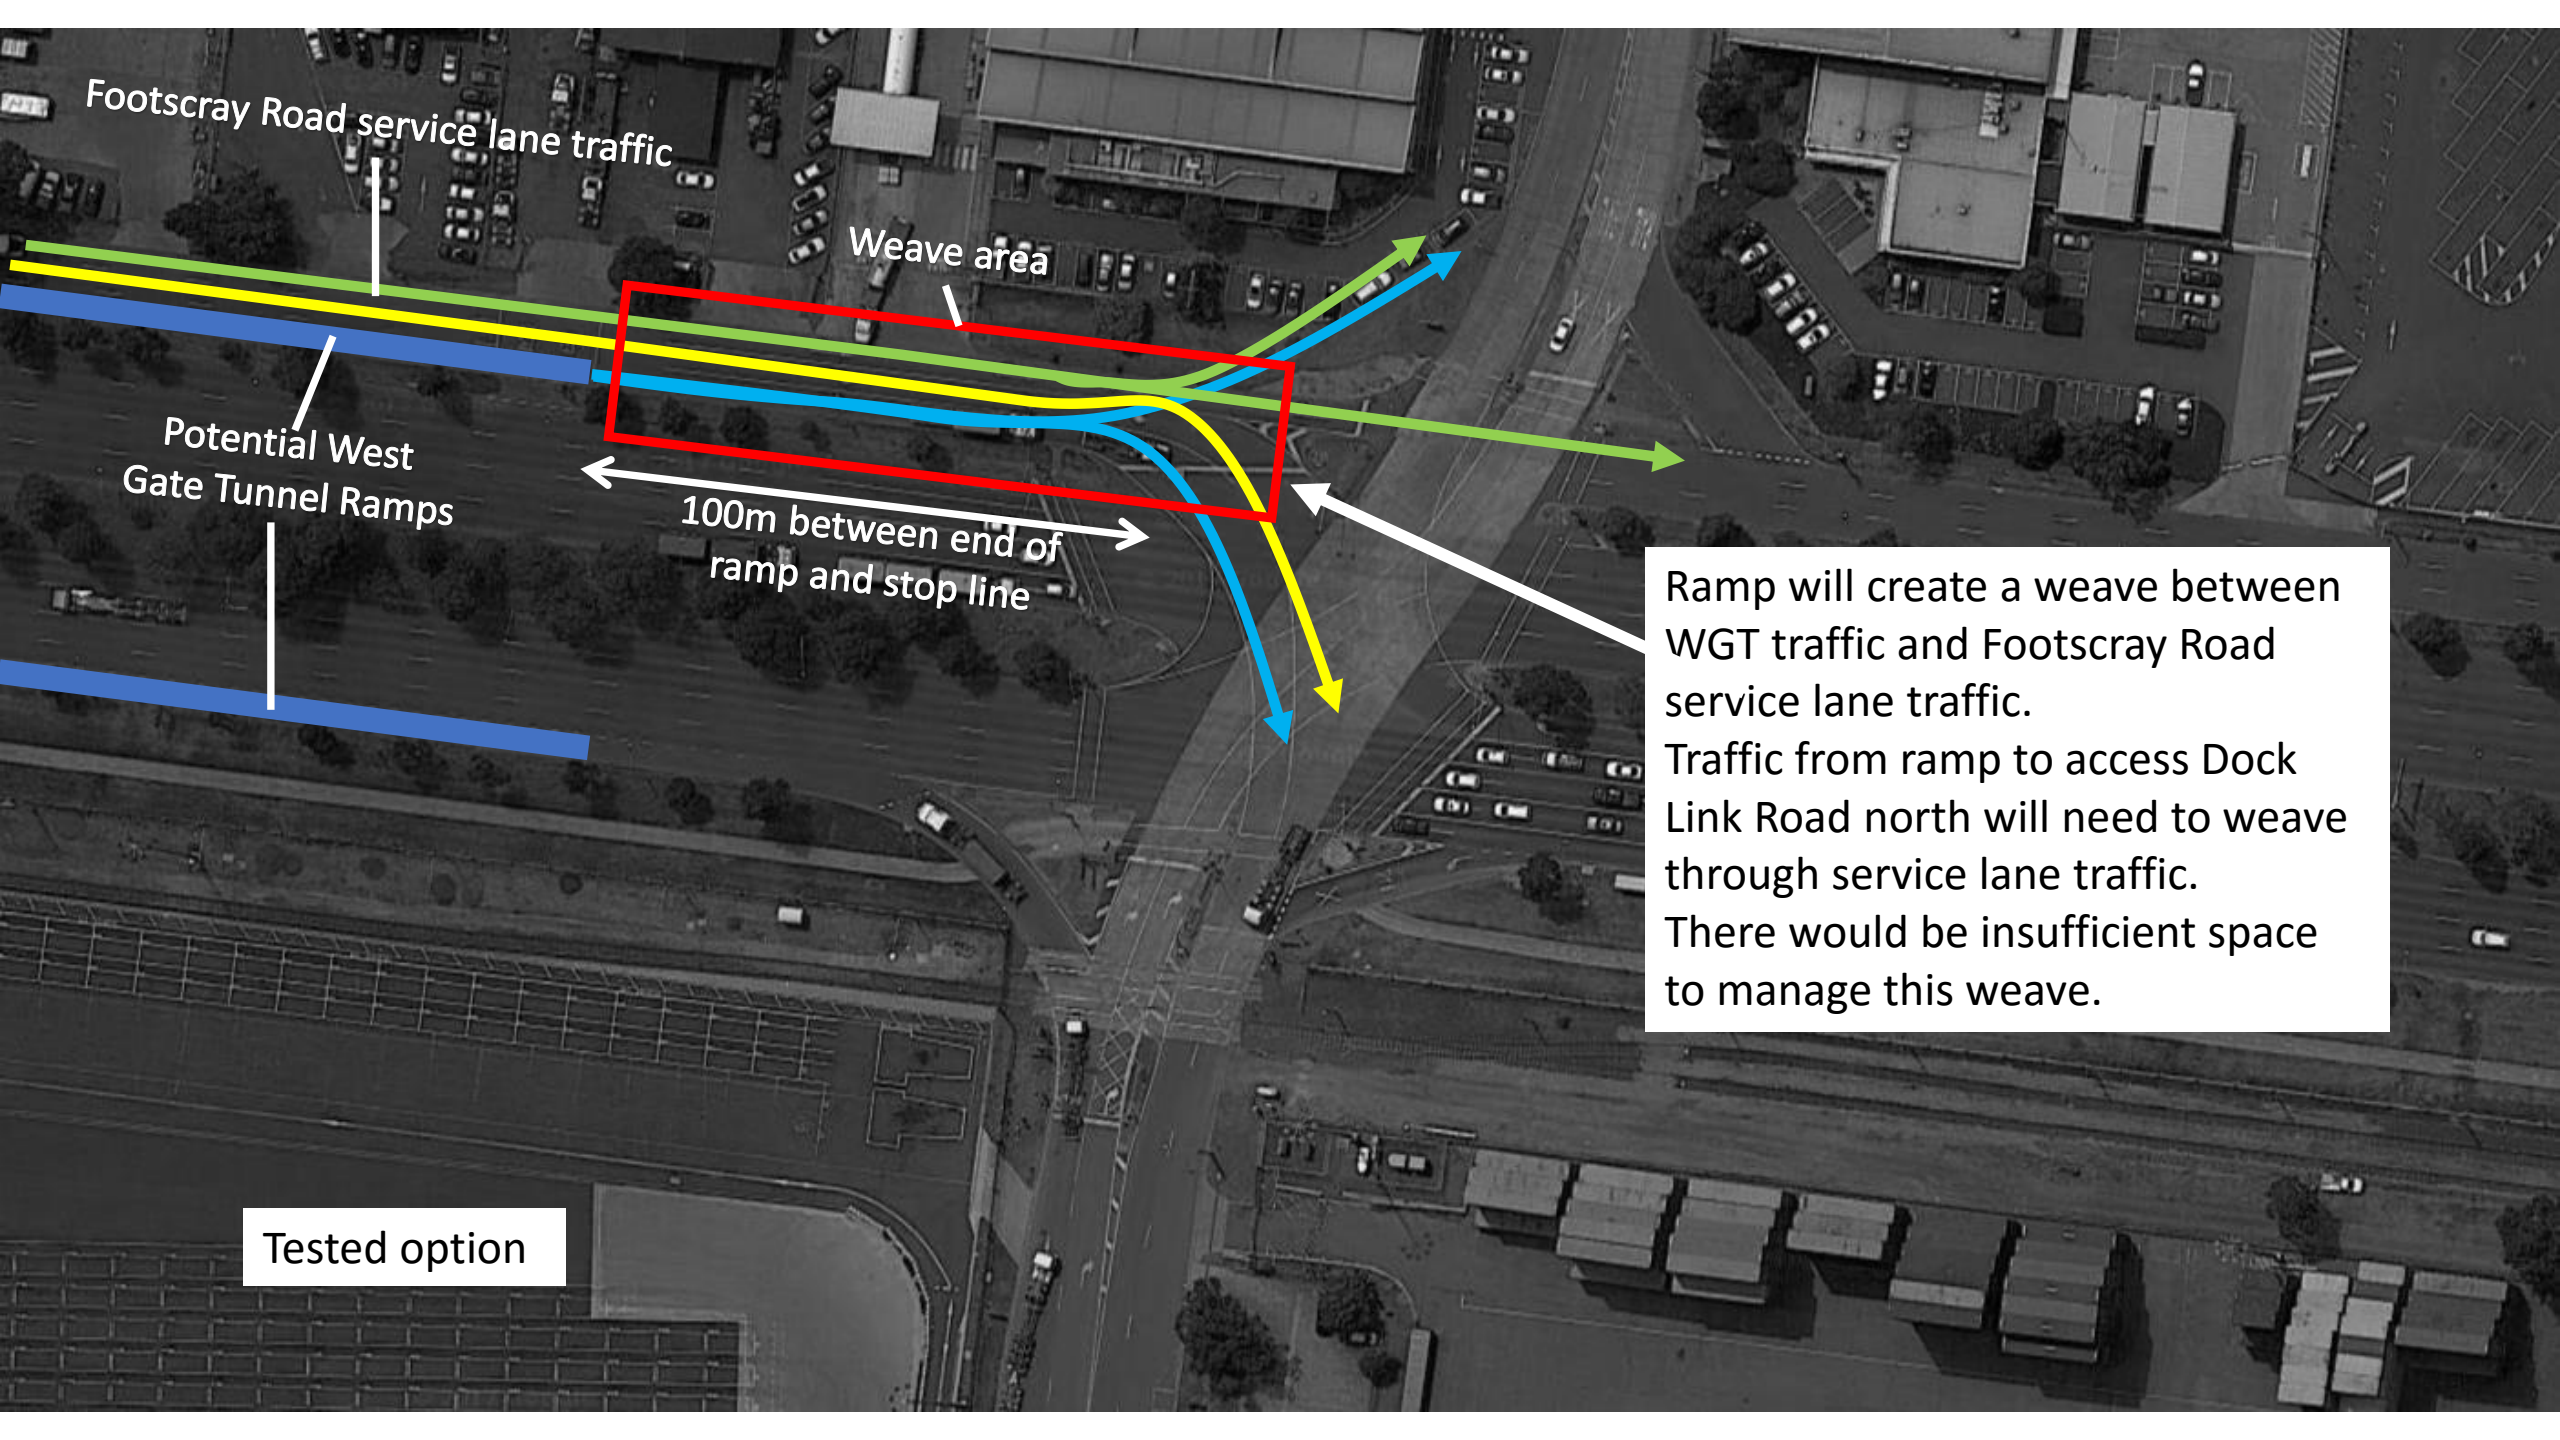 Footscray Road service lane traffic
Weave area
Potential West
Gate Tunnel Ramps
100m between end of
ramp and stop line
Ramp will create a weave between
WGT traffic and Footscray Road
service lane traffic.
Traffic from ramp to access Dock
Link Road north will need to weave
through service lane traffic.
There would be insufficient space
to manage this weave.
Tested option